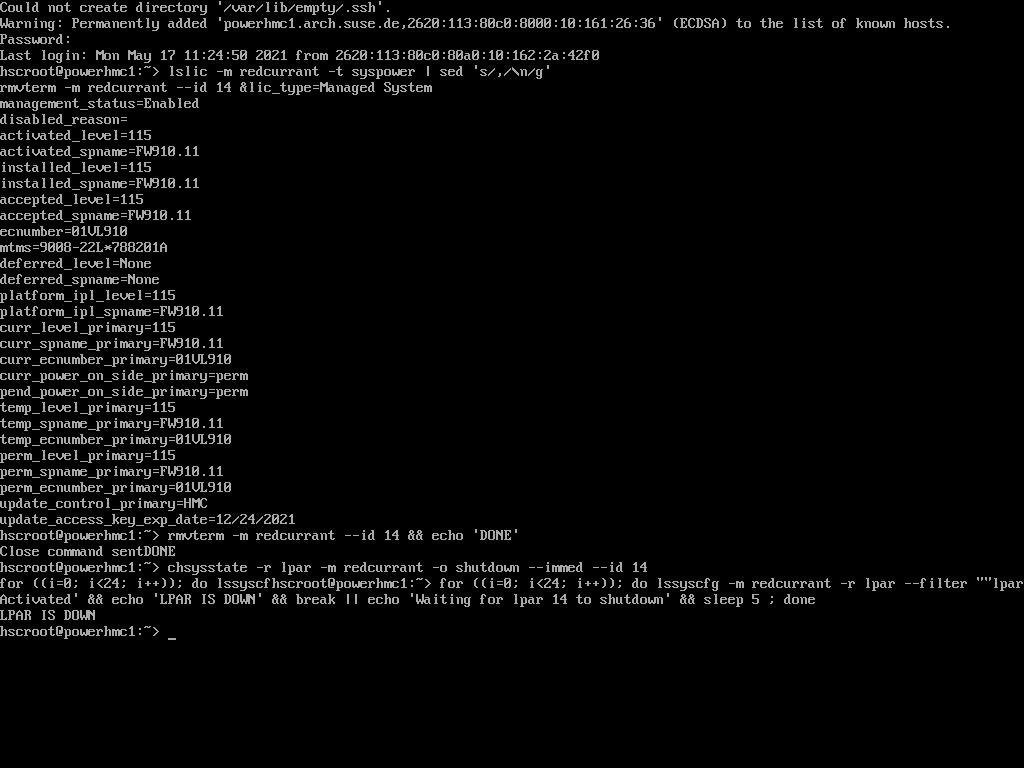 Could not create directory '/var/lib/empty/.ssh'.
Warning: Permanently added 'powerhmc1.arch.suse.de,2620:113:80c0:8000:10:161:26:36' (ECDSA) to the list of known hosts.
Password:
Last login: Mon May 17 11:24:50 2021 from 2620:113:80c0:80a0:10:162:2a:42f0
hscroot@powerhmc1:~> lslic -m redcurrant -t syspower | sed 's/,/\n/g'
rmvterm -m redcurrant --id 14 &lic_type=Managed System
management_status=Enabled
disabled_reason=
activated_level=115
activated_spname=FW910.11
installed_level=115
installed_spname=FW910.11
accepted_level=115
accepted_spname=FW910.11
ecnumber=01VL910
mtms=9008-22L*788201A
deferred_level=None
deferred_spname=None
platform_ipl_level=115
platform_ipl_spname=FW910.11
curr_level_primary=115
curr_spname_primary=FW910.11
curr_ecnumber_primary=01VL910
curr_power_on_side_primary=perm
pend_power_on_side_primary=perm
temp_level_primary=115
temp_spname_primary=FW910.11
temp_ecnumber_primary=01VL910
perm_level_primary=115
perm_spname_primary=FW910.11
perm_ecnumber_primary=01VL910
update_control_primary=HMC
update_access_key_exp_date=12/24/2021
hscroot@powerhmc1:~> rmvterm -m redcurrant --id 14 && echo 'DONE'
Close command sentDONE
hscroot@powerhmc1:~> chsysstate -r lpar -m redcurrant -o shutdown --immed --id 14
for ((i=0; i<24; i++)); do lssyscfhscroot@powerhmc1:~> for ((i=0; i<24; i++)); do lssyscfg -m redcurrant -r lpar --filter ""lpar
Activated' && echo 'LPAR IS DOWN' && break || echo 'Waiting for lpar 14 to shutdown' && sleep 5 ; done
LPAR IS DOWN
hscroot@powerhmc1:~> _